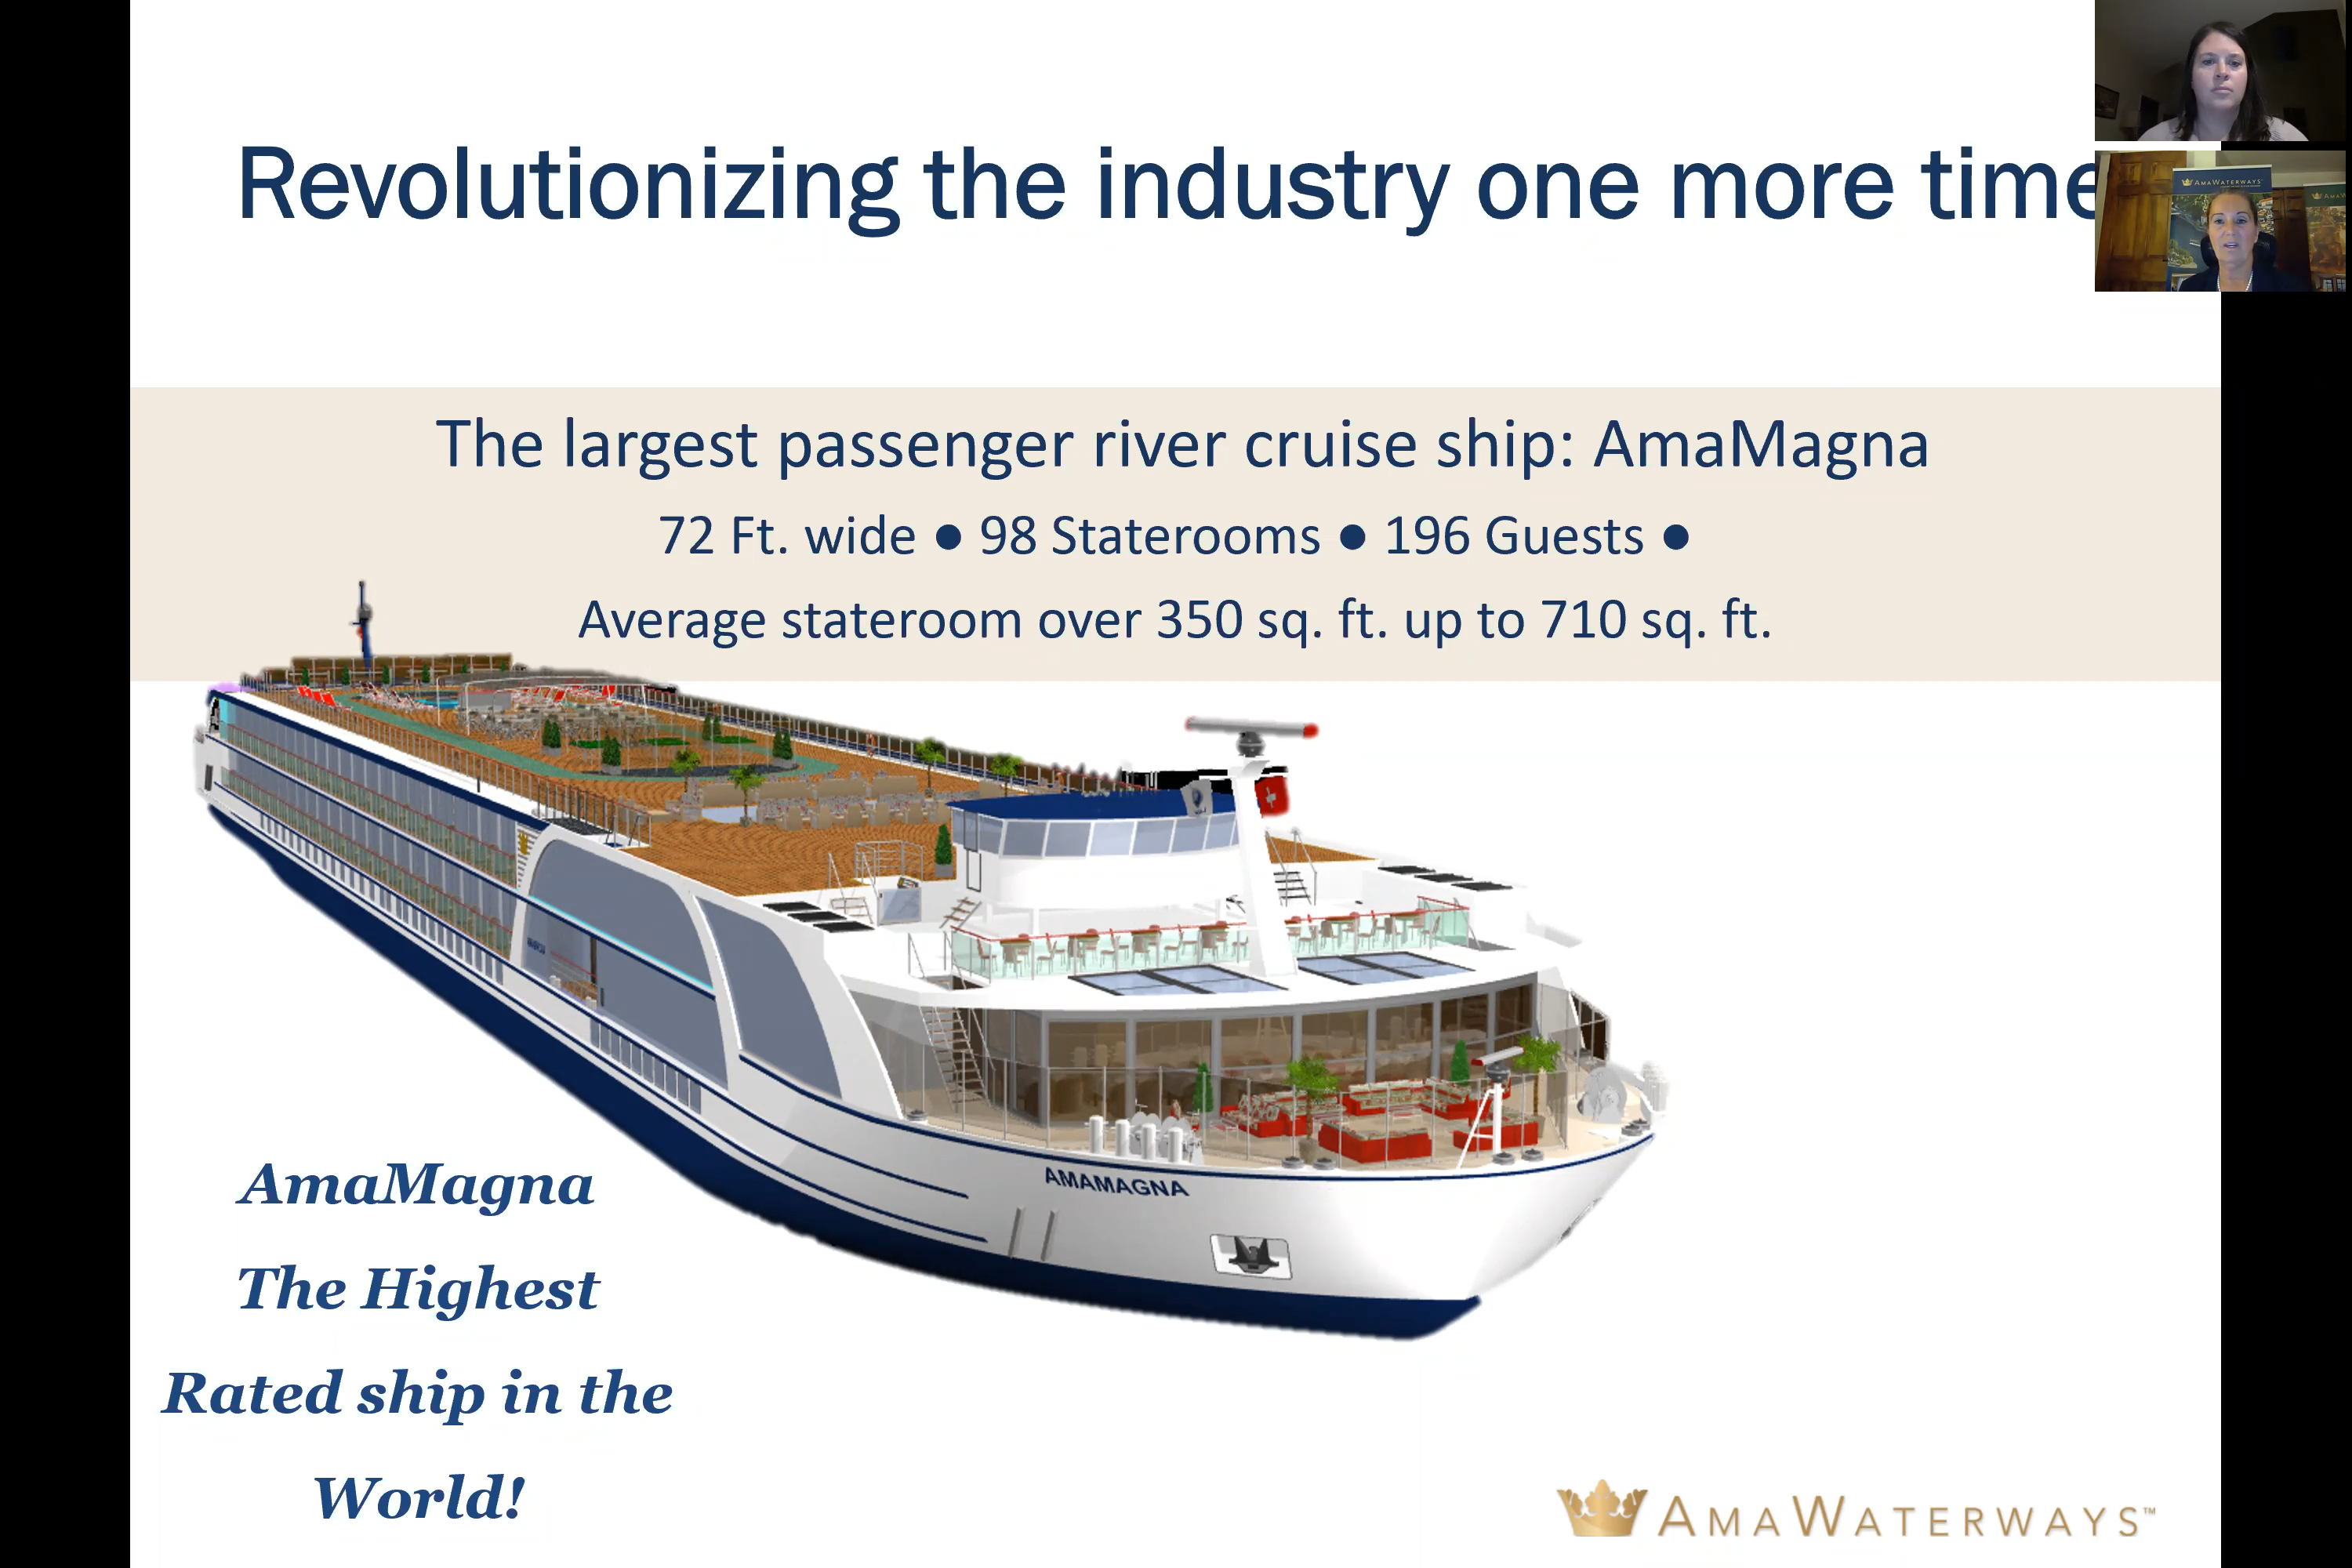 Revolutionizing the industry one more time
The largest passenger river cruise ship: AmaMagna
72 Ft. wide ● 98 Staterooms ● 196 Guests ●
Average stateroom over 350 sq. ft. up to 710 sq. ft.
AMAMAGNA
AmaMagna
The Highest
Rated ship in the
World!
AMAWATERWAYS™
AMAWATERWAYS